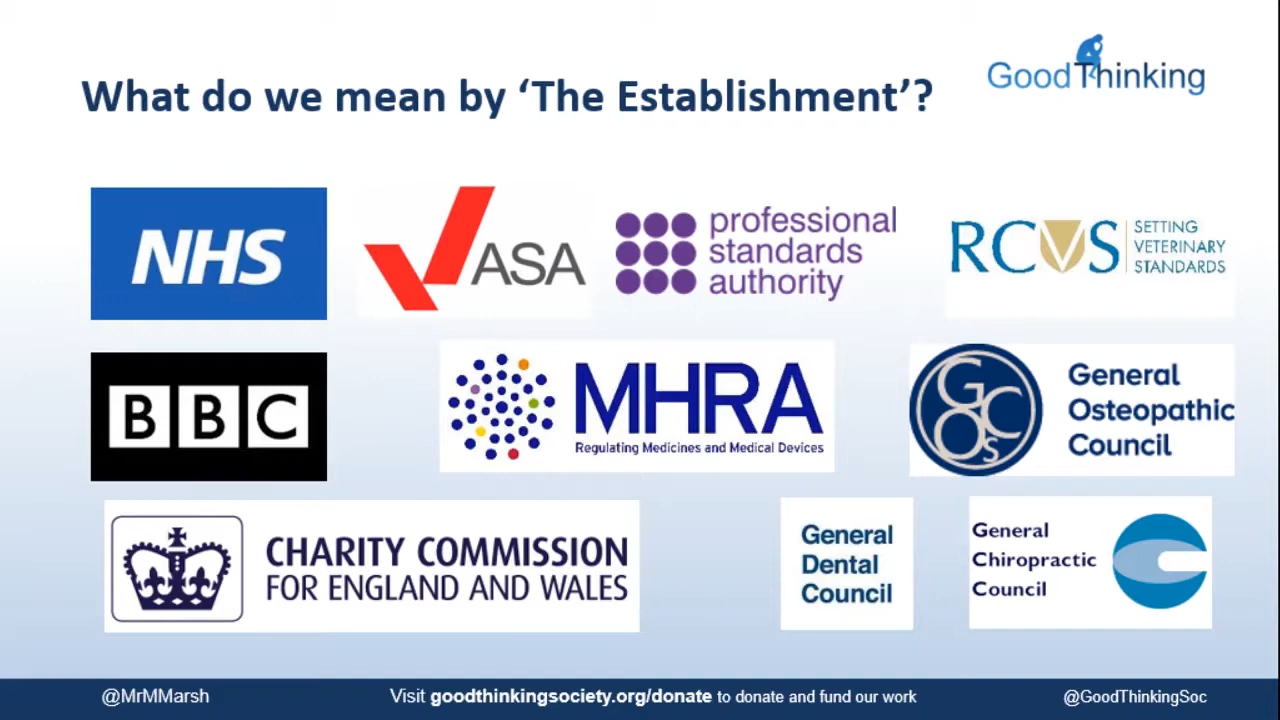 GoodThinking
What do we mean by ‘The Establishment’?
NHS
ASA
professional
standards
authority
RCVS
SETTING
VETERINARY
STANDARDS
BBC
MHRA
Regulating Medicines and Medical Devices
GOsC
General
Osteopathic
Council
CHARITY COMMISSION
FOR ENGLAND AND WALES
General
Dental
Council
General
Chiropractic
Council
@MrMMarsh
Visit goodthinkingsociety.org/donate to donate and fund our work
@GoodThinkingSoc